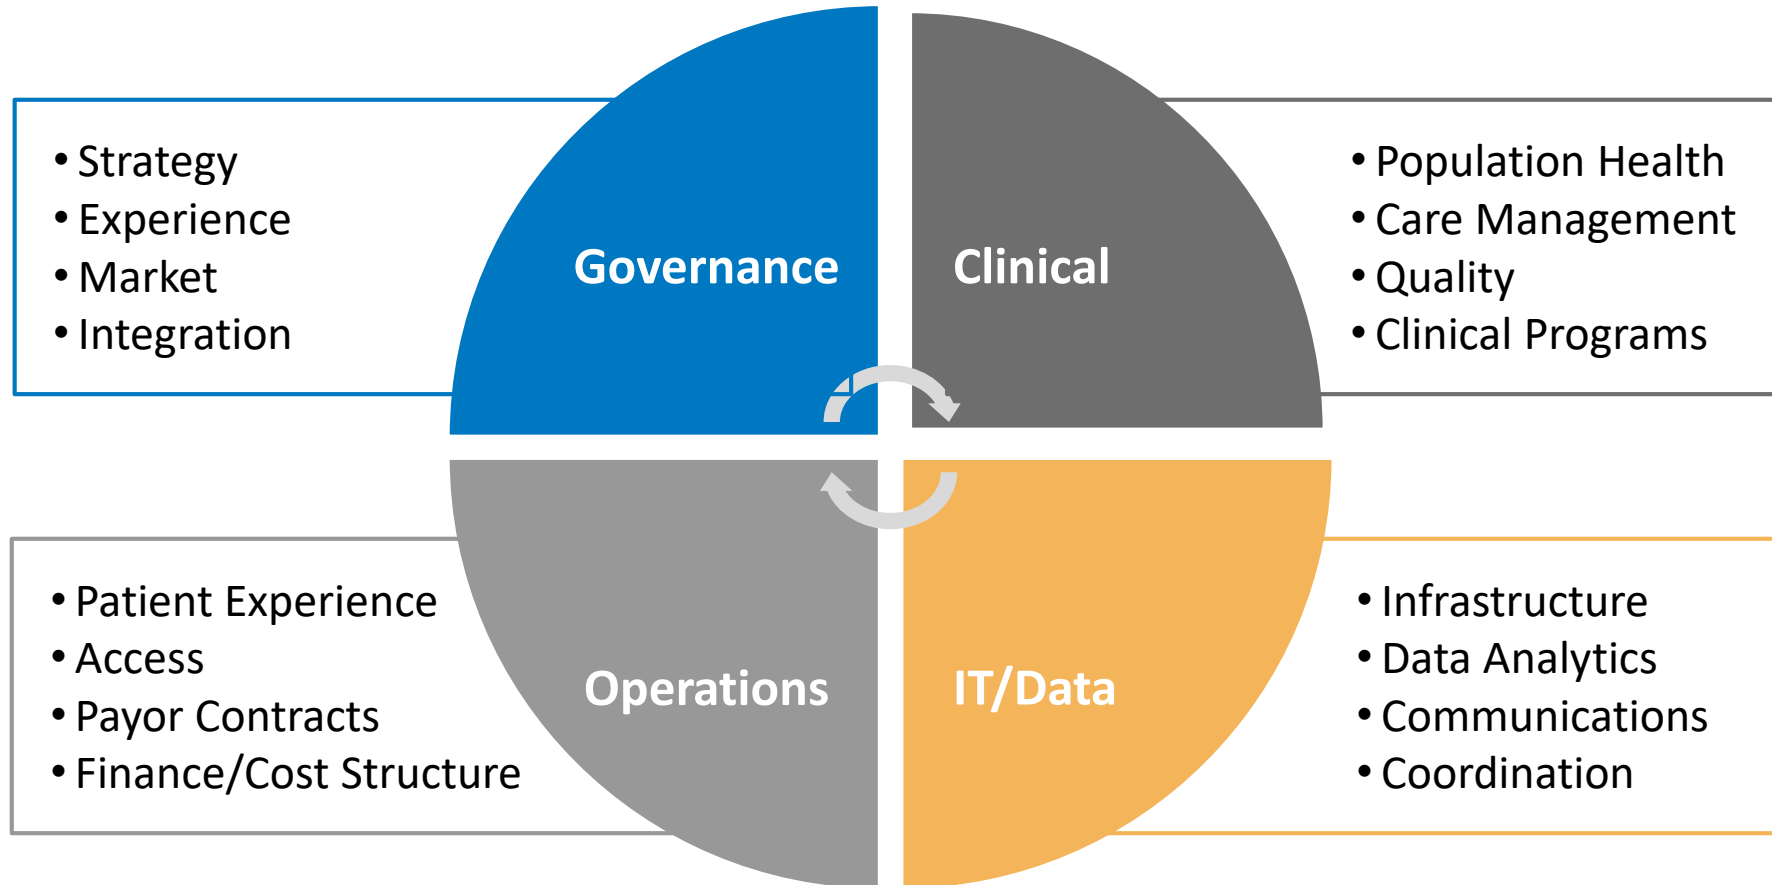 • Strategy
• Experience
• Market
• Integration
Governance
Clinical
• Population Health
• Care Management
• Quality
• Clinical Programs
• Patient Experience
• Access
• Payor Contracts
• Finance/Cost Structure
Operations
IT/Data
• Infrastructure
• Data Analytics
• Communications
• Coordination